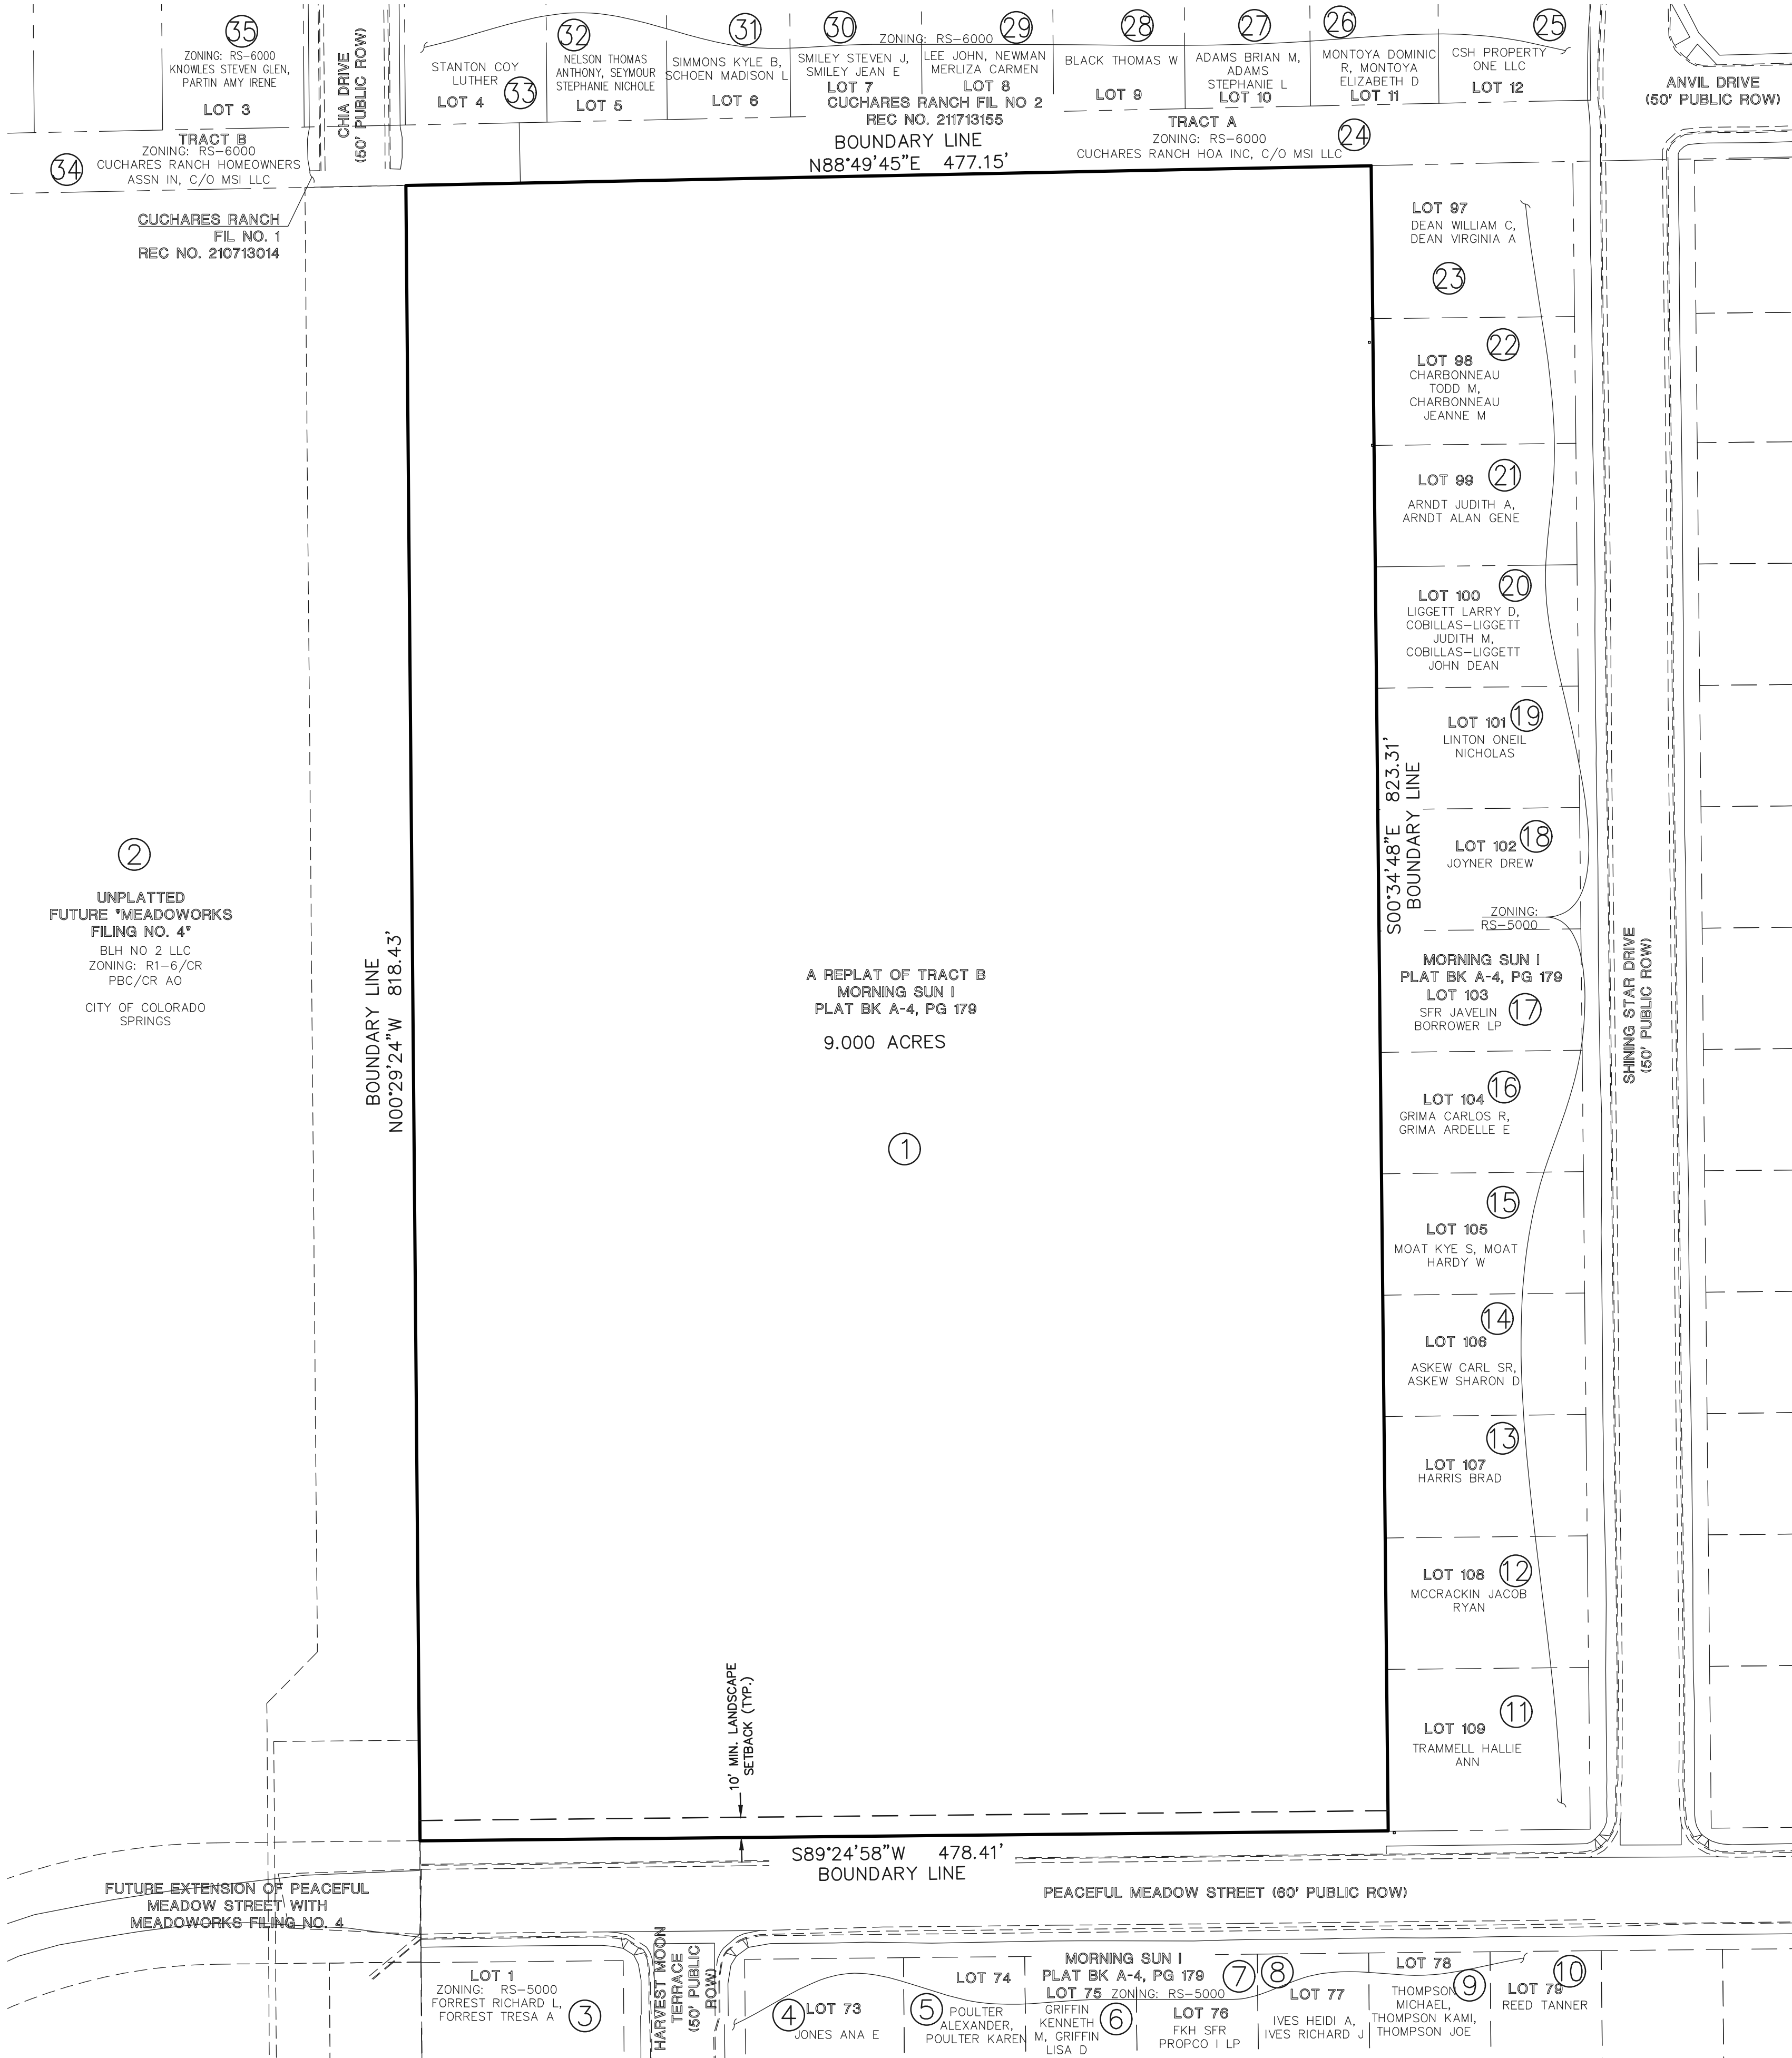 35
ZONING: RS-6000
KNOWLES STEVEN GLEN,
PARTIN AMY IRENE
LOT 3
TRACT B
ZONING: RS-6000
CUCHARES RANCH HOMEOWNERS
ASSN IN, C/O MSI LLC
34
CUCHARES RANCH
FIL NO. 1
REC NO. 210713014
CHIA DRIVE
(50' PUBLIC ROW)
STANTON COY
LUTHER
LOT 4
33
32
NELSON THOMAS
ANTHONY, SEYMOUR
STEPHANIE NICHOLE
LOT 5
31
SIMMONS KYLE B,
SCHOEN MADISON L
LOT 6
30
SMILEY STEVEN J,
SMILEY JEAN E
LOT 7
ZONING: RS-6000
29
LEE JOHN, NEWMAN
MERLIZA CARMEN
LOT 8
CUCHARES RANCH FIL NO 2
REC NO. 211713155
28
BLACK THOMAS W
LOT 9
27
ADAMS BRIAN M,
ADAMS
STEPHANIE L
LOT 10
26
MONTOYA DOMINIC
R, MONTOYA
ELIZABETH D
LOT 11
25
CSH PROPERTY
ONE LLC
LOT 12
ANVIL DRIVE
(50' PUBLIC ROW)
TRACT A
ZONING: RS-6000
CUCHARES RANCH HOA INC, C/O MSI LLC
24
BOUNDARY LINE
N88°49'45"E 477.15'
LOT 97
DEAN WILLIAM C,
DEAN VIRGINIA A
23
22
LOT 98
CHARBONNEAU
TODD M,
CHARBONNEAU
JEANNE M
LOT 99
21
ARNDT JUDITH A,
ARNDT ALAN GENE
20
LOT 100
LIGGETT LARRY D,
COBILLAS-LIGGETT
JUDITH M,
COBILLAS-LIGGETT
JOHN DEAN
LOT 101
19
LINTON ONEIL
NICHOLAS
S00°34'48"E 823.31'
BOUNDARY LINE
LOT 102
18
JOYNER DREW
ZONING:
RS-5000
MORNING SUN I
PLAT BK A-4, PG 179
LOT 103
SFR JAVELIN
BORROWER LP
17
SHINING STAR DRIVE
(50' PUBLIC ROW)
2
UNPLATTED
FUTURE "MEADOWORKS
FILING NO. 4"
BLH NO 2 LLC
ZONING: R1-6/CR
PBC/CR AO
CITY OF COLORADO
SPRINGS
BOUNDARY LINE
N00°29'24"W 818.43'
A REPLAT OF TRACT B
MORNING SUN I
PLAT BK A-4, PG 179
9.000 ACRES
1
16
LOT 104
GRIMA CARLOS R,
GRIMA ARDELLE E
15
LOT 105
MOAT KYE S, MOAT
HARDY W
14
LOT 106
ASKEW CARL SR,
ASKEW SHARON D
13
LOT 107
HARRIS BRAD
LOT 108
12
MCCRACKIN JACOB
RYAN
11
LOT 109
TRAMMELL HALLIE
ANN
10' MIN. LANDSCAPE
SETBACK (TYP.)
S89°24'58"W 478.41'
BOUNDARY LINE
FUTURE EXTENSION OF PEACEFUL
MEADOW STREET WITH
MEADOWORKS FILING NO. 4
PEACEFUL MEADOW STREET (60' PUBLIC ROW)
LOT 1
ZONING: RS-5000
FORREST RICHARD L,
FORREST TRESA A
3
HARVEST MOON
TERRACE
(50' PUBLIC
ROW)
4
LOT 73
JONES ANA E
5
LOT 74
POULTER
ALEXANDER,
POULTER KAREN
MORNING SUN I
PLAT BK A-4, PG 179
LOT 75 ZONING: RS-5000
GRIFFIN
KENNETH
M, GRIFFIN
LISA D
6
7
LOT 76
FKH SFR
PROPCO I LP
8
LOT 77
IVES HEIDI A,
IVES RICHARD J
LOT 78
9
THOMPSON
MICHAEL,
THOMPSON KAMI,
THOMPSON JOE
10
LOT 79
REED TANNER